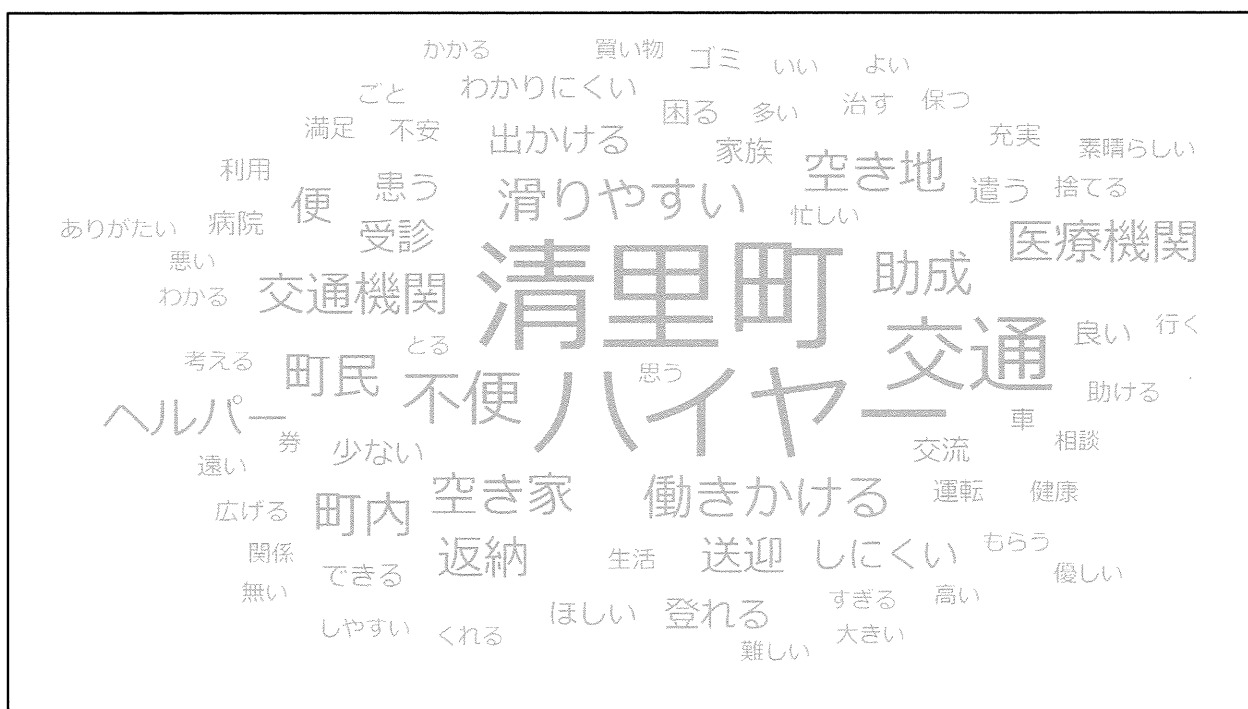 かかる 買い物 ゴミ いい よい
ごと わかりにくい 困る 多い 治す 保つ
満足 不安 出かける 家族 充実 素晴らしい
利用 便 患う 滑りやすい 空き地 遣う 捨てる
ありがたい 病院 受診 忙しい 医療機関
悪い
わかる 交通機関 清里町 助成
とる 交通 良い 行く
考える 町民 不便 思う ハイヤー 助ける
ヘルパー 券 車
遠い 少ない 交流 相談
広げる 町内 空き家 働きかける 運転 健康
関係 できる 返納 生活 送迎 しにくい もらう
無い 優しい
しやすい くれる ほしい 登れる すぎる 高い
難しい 大きい